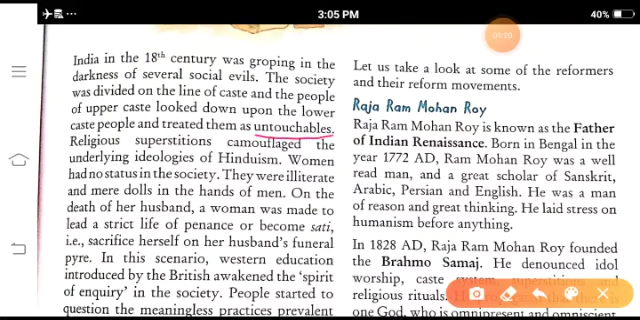 3:05 PM
40%
01:20
India in the 18th century was groping in the
darkness of several social evils. The society
was divided on the line of caste and the people
of upper caste looked down upon the lower
caste people and treated them as untouchables.
Religious superstitions camouflaged the
underlying ideologies of Hinduism. Women
had no status in the society. They were illiterate
and mere dolls in the hands of men. On the
death of her husband, a woman was made to
lead a strict life of penance or become sati,
i.e., sacrifice herself on her husband's funeral
pyre. In this scenario, western education
introduced by the British awakened the 'spirit
of enquiry' in the society. People started to
question the meaningless practices prevalent
Let us take a look at some of the reformers
and their reform movements.
Raja Ram Mohan Roy
Raja Ram Mohan Roy is known as the Father
of Indian Renaissance. Born in Bengal in the
year 1772 AD, Ram Mohan Roy was a well
read man, and a great scholar of Sanskrit,
Arabic, Persian and English. He was a man
of reason and great thinking. He laid stress on
humanism before anything.
In 1828 AD, Raja Ram Mohan Roy founded
the Brahmo Samaj. He denounced idol
worship, caste system, superstitions and
religious rituals.
one God, who is omnipresent and omniscient